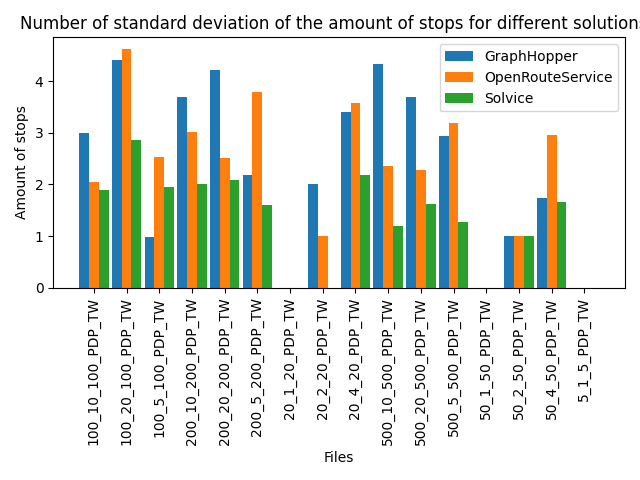 Number of standard deviation of the amount of stops for different solution
GraphHopper
OpenRouteService
Solvice
Amount of stops
4
3
2
1
0
100_10_100_PDP_TW
100_20_100_PDP_TW
100_5_100_PDP_TW
200_10_200_PDP_TW
200_20_200_PDP_TW
200_5_200_PDP_TW
20_1_20_PDP_TW
20_2_20_PDP_TW
20_4_20_PDP_TW
500_10_500_PDP_TW
500_20_500_PDP_TW
500_5_500_PDP_TW
50_1_50_PDP_TW
50_2_50_PDP_TW
50_4_50_PDP_TW
5_1_5_PDP_TW
Files